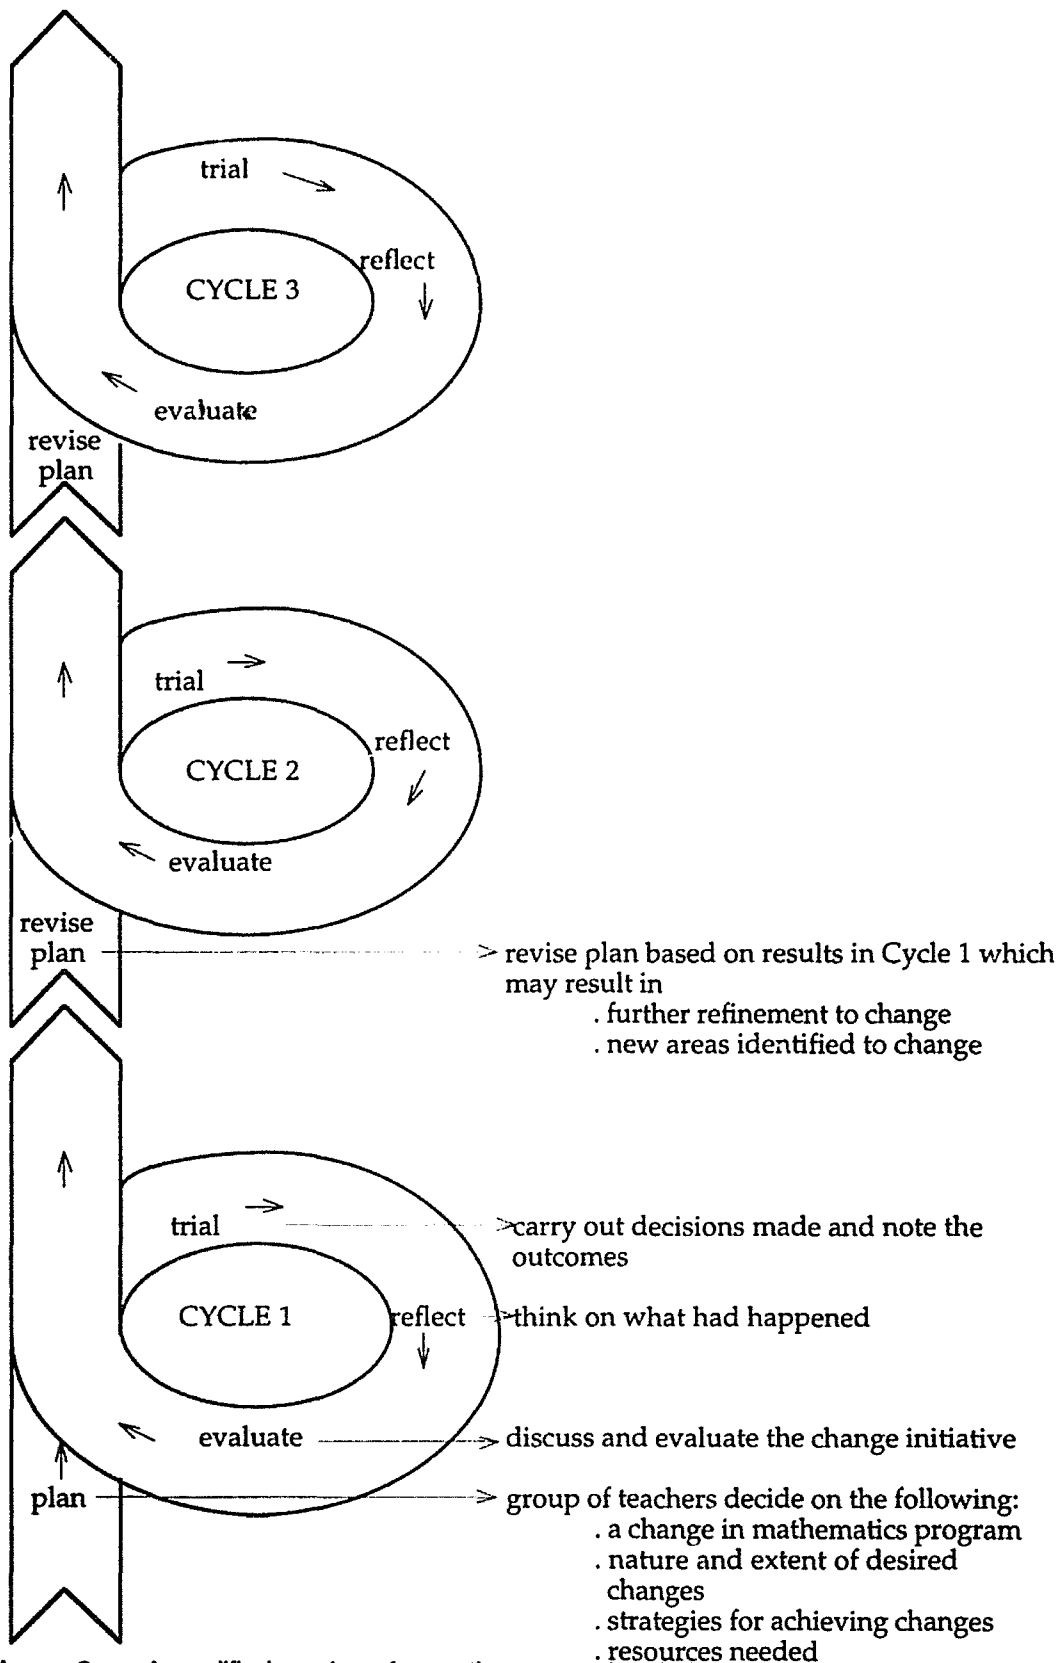 trial
reflect
CYCLE 3
evaluate
revise
plan
trial
reflect
CYCLE 2
evaluate
revise
plan
revise plan based on results in Cycle 1 which
may result in
. further refinement to change
. new areas identified to change
trial
carry out decisions made and note the
outcomes
CYCLE 1
reflect
think on what had happened
evaluate
discuss and evaluate the change initiative
plan
group of teachers decide on the following:
. a change in mathematics program
. nature and extent of desired
changes
. strategies for achieving changes
. resources needed